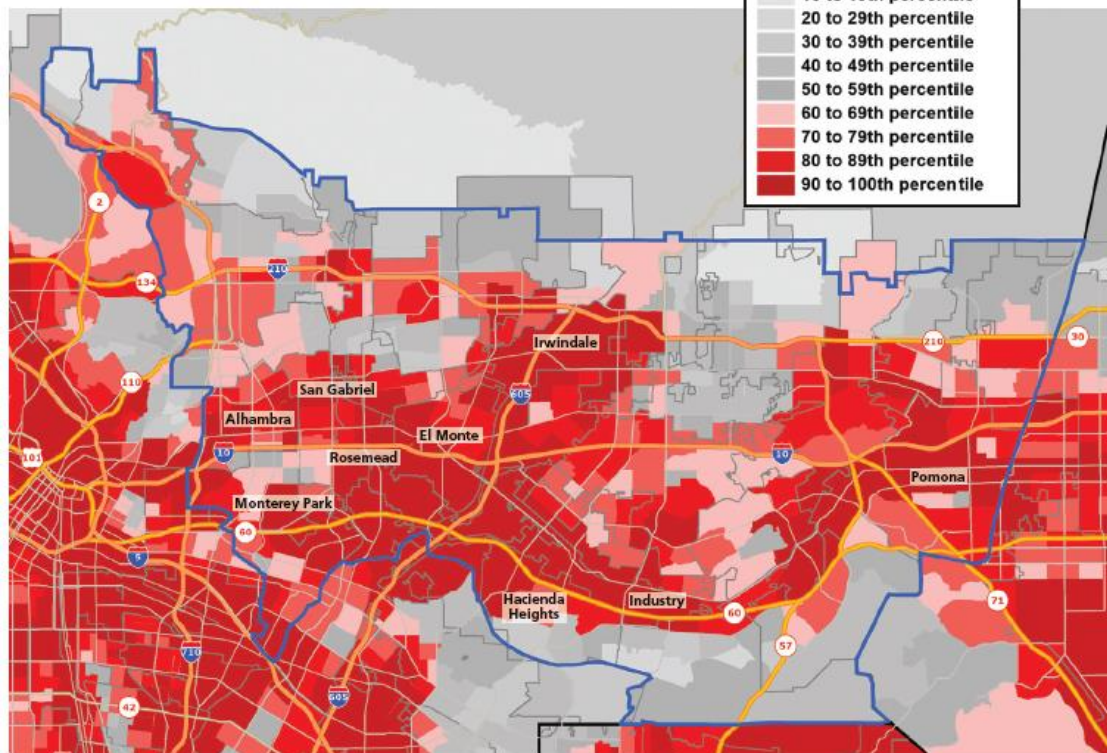 20 to 29th percentile
30 to 39th percentile
40 to 49th percentile
50 to 59th percentile
60 to 69th percentile
70 to 79th percentile
80 to 89th percentile
90 to 100th percentile
2
134
210
Irwindale
210
30
110
San Gabriel
605
Alhambra
El Monte
101
10
Rosemead
10
Pomona
Monterey Park
60
5
Hacienda
Heights
Industry
60
71
710
57
605
42